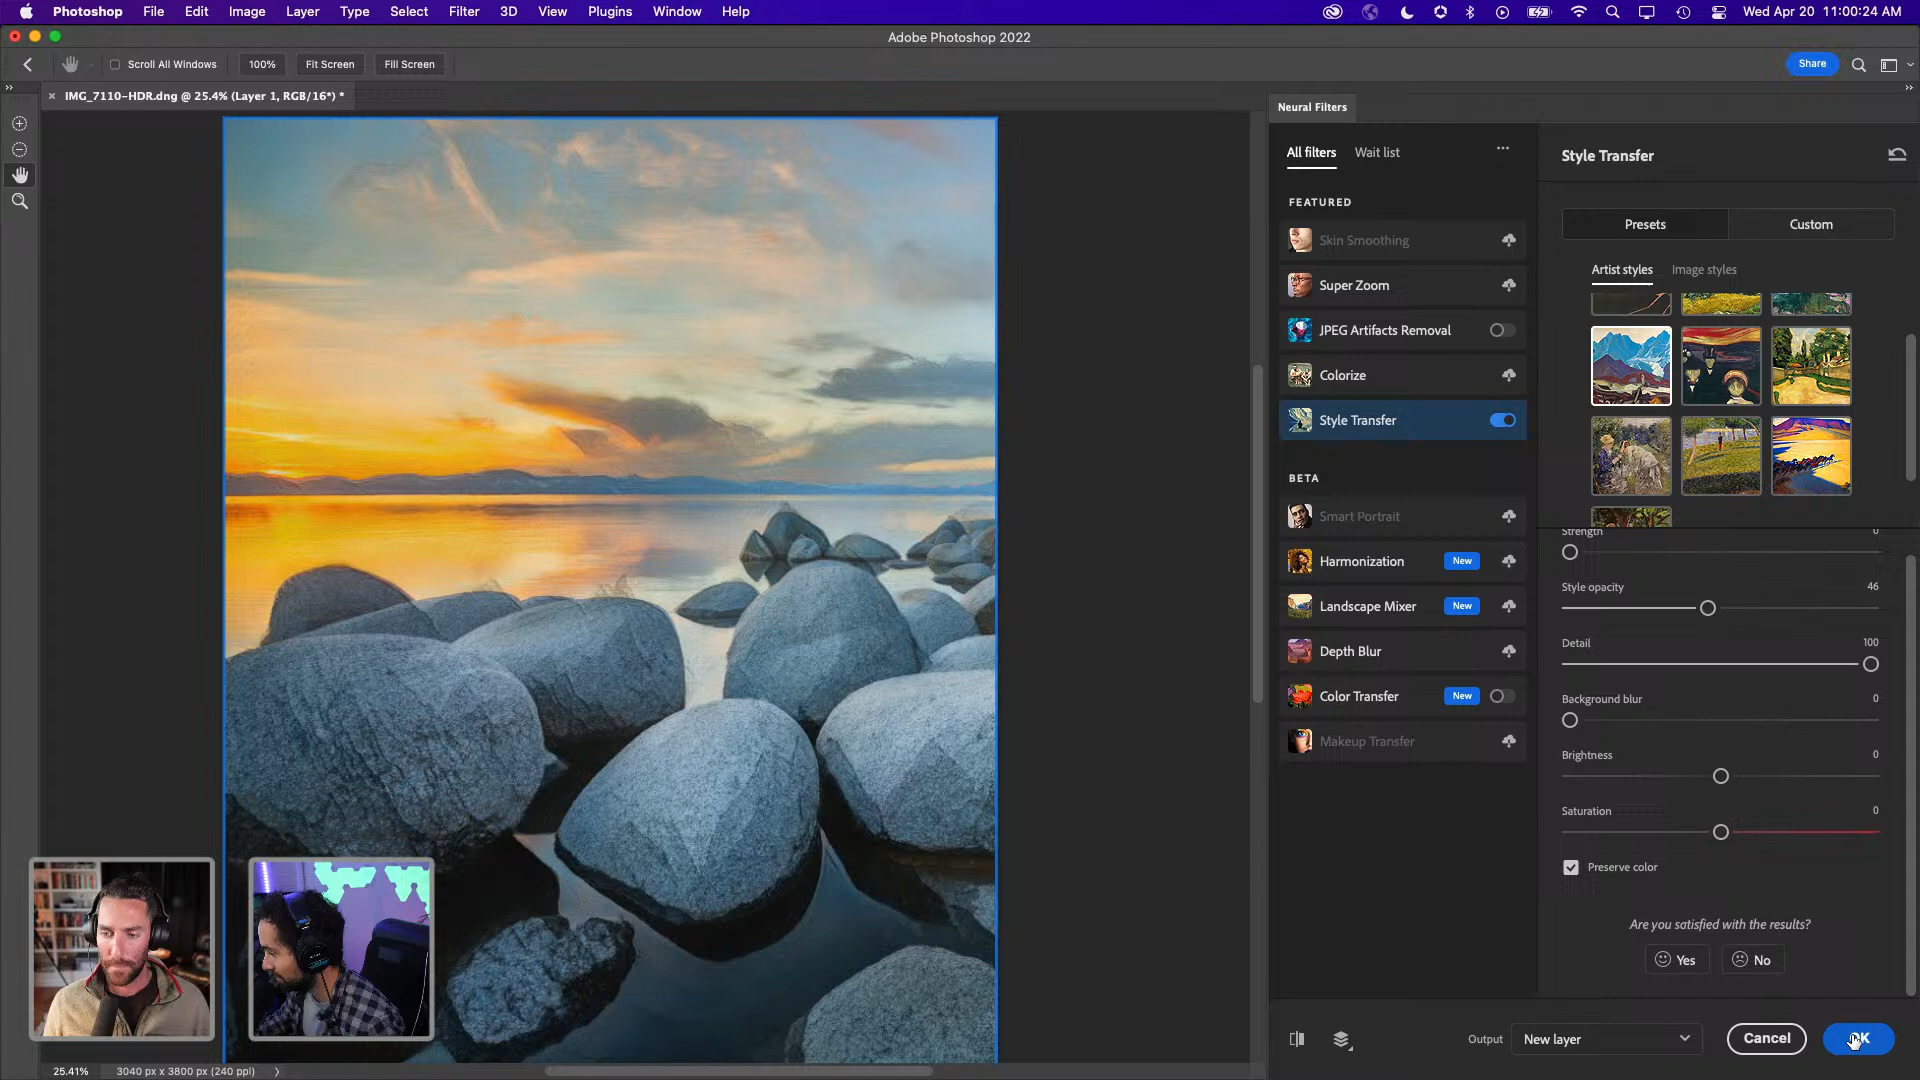 Photoshop File Edit Image Layer Type Select Filter 3D View Plugins Window Help Wed Apr 20 11:00:24 AM
Adobe Photoshop 2022
Scroll All Windows 100% Fit Screen Fill Screen Share
IMG_7110-HDR.dng @ 25.4% (Layer 1, RGB/16*) *
Neural Filters
All filters Wait list
Style Transfer
FEATURED
Presets Custom
Skin Smoothing
Artist styles Image styles
Super Zoom
JPEG Artifacts Removal
Colorize
Style Transfer
BETA
Smart Portrait
Strength 0
Harmonization New
Style opacity 46
Landscape Mixer New
Detail 100
Depth Blur
Color Transfer New
Background blur 0
Makeup Transfer
Brightness 0
Saturation 0
Preserve color
Are you satisfied with the results?
Yes No
Output New layer Cancel OK
25.41% 3040 px x 3800 px (240 ppi)